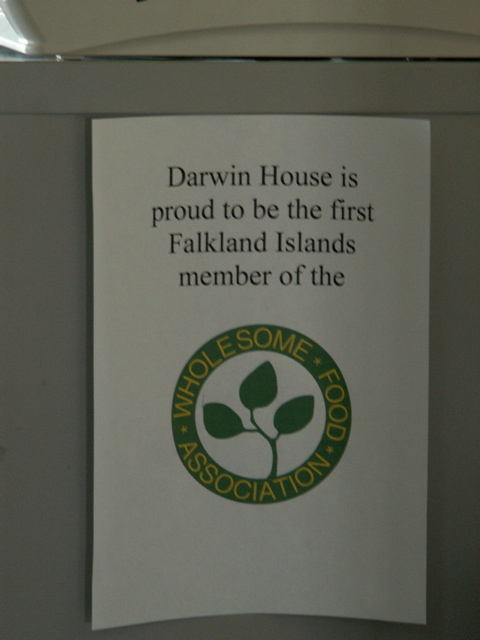 Darwin House is
proud to be the first
Falkland Islands
member of the
* WHOLESOME * FOOD *
ASSOCIATION